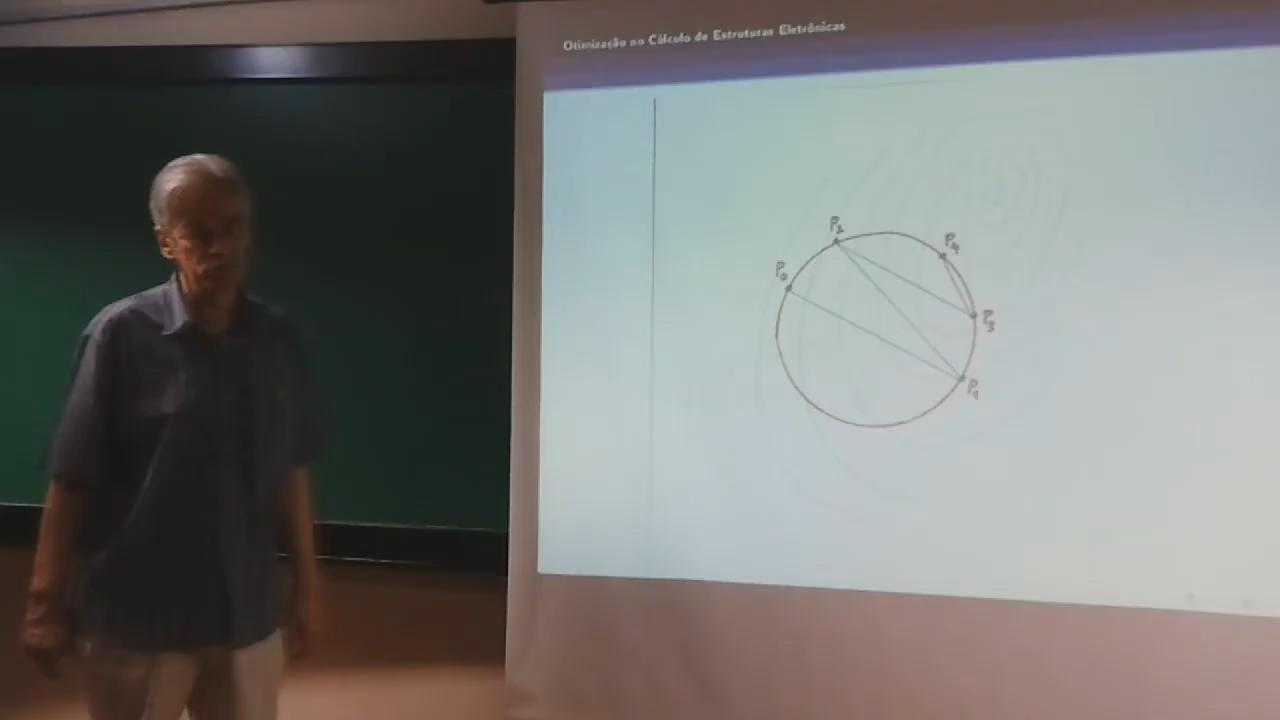 Otimização no Cálculo de Estruturas Eletrônicas
P2
P4
P0
P3
P1